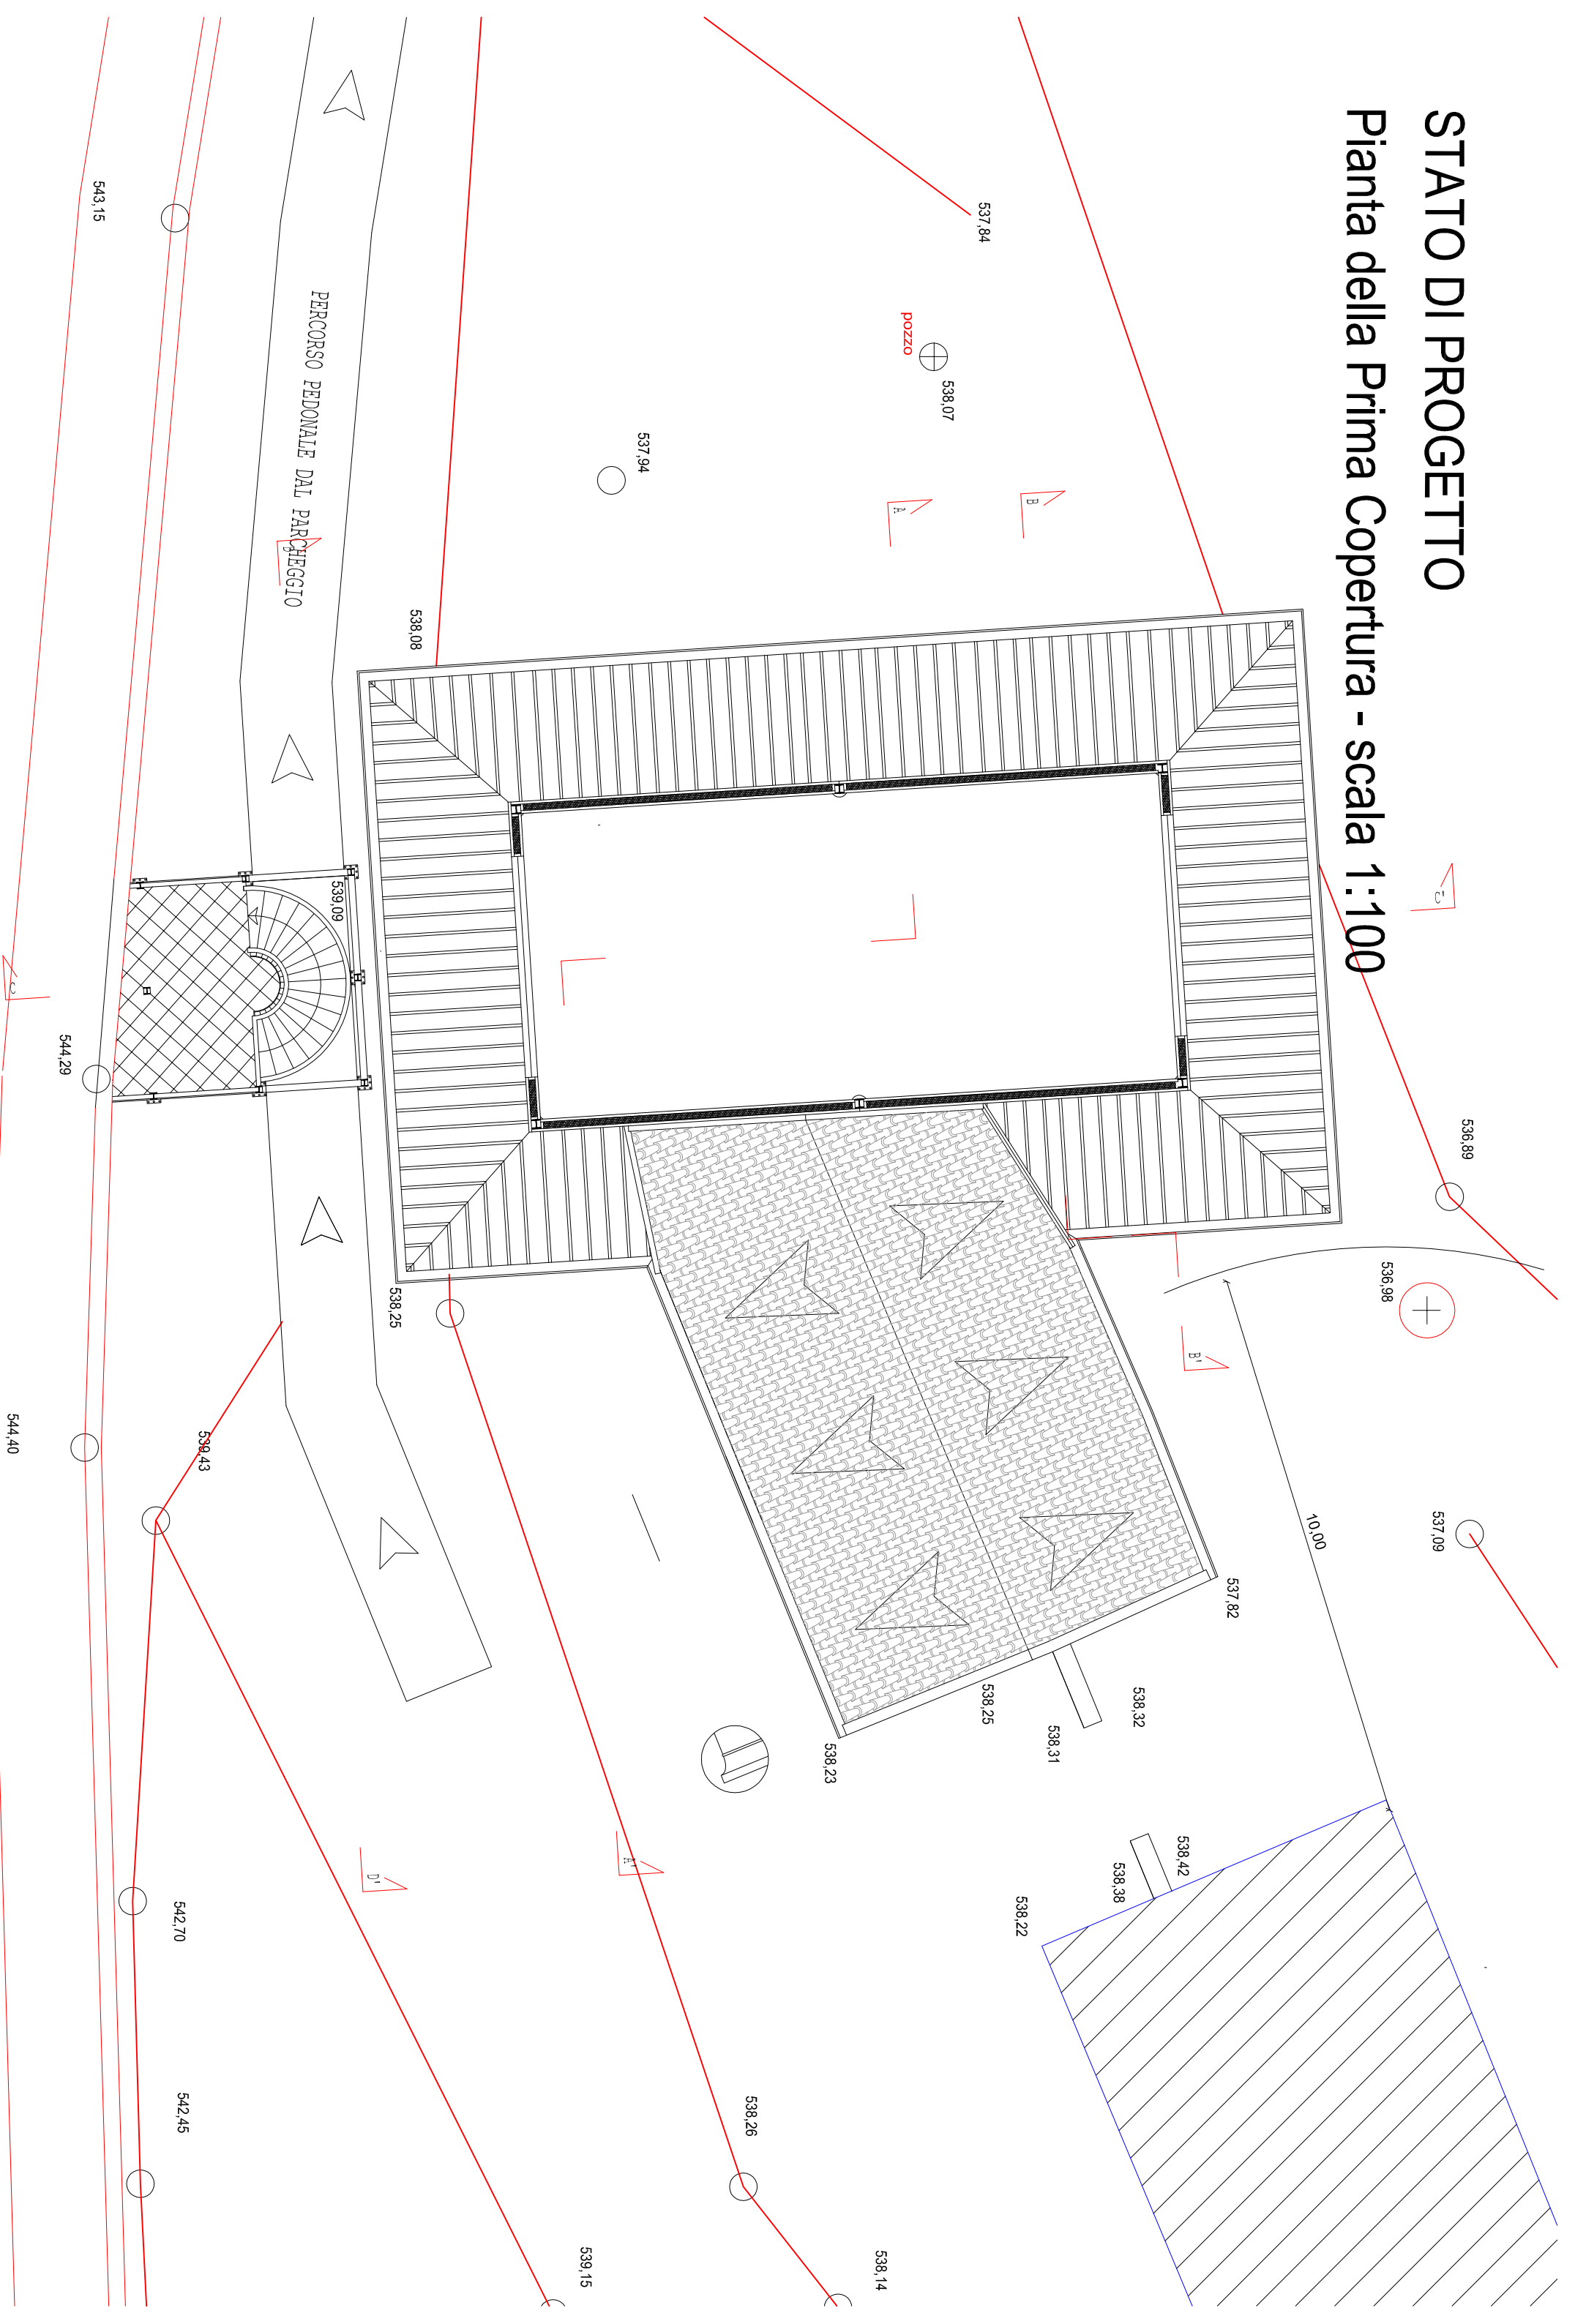 STATO DI PROGETTO
Pianta della Prima Copertura - scala 1:100
536,89
536,98
537,09
10,00
537,82
B'
538,32
538,31
538,25
538,42
538,38
538,22
537,84
538,07
pozzo
B
A
537,94
538,23
538,08
538,25
A'
538,26
538,14
D'
539,15
PERCORSO PEDONALE DAL PARCHEGGIO
D
539,09
539,43
542,70
542,45
543,15
544,29
544,40